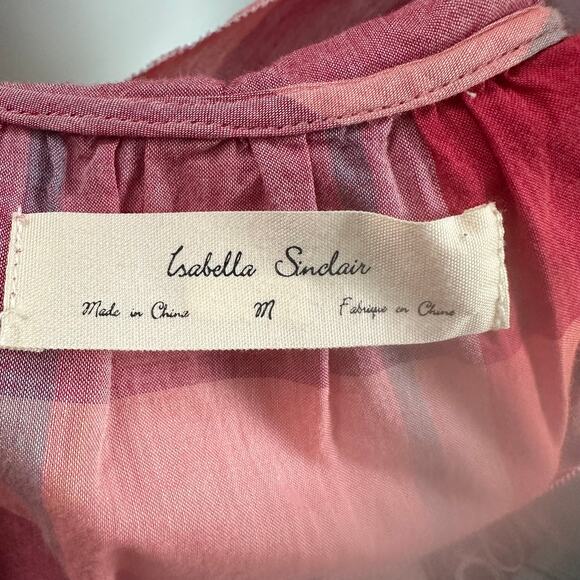 Isabella Sinclair
Made in China M Fabrique en Chine